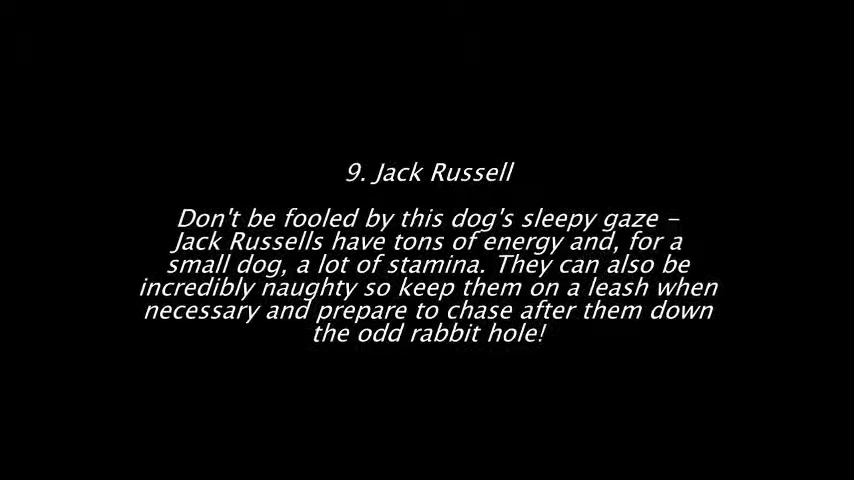 9. Jack Russell
Don't be fooled by this dog's sleepy gaze -
Jack Russells have tons of energy and, for a
small dog, a lot of stamina. They can also be
incredibly naughty so keep them on a leash when
necessary and prepare to chase after them down
the odd rabbit hole!